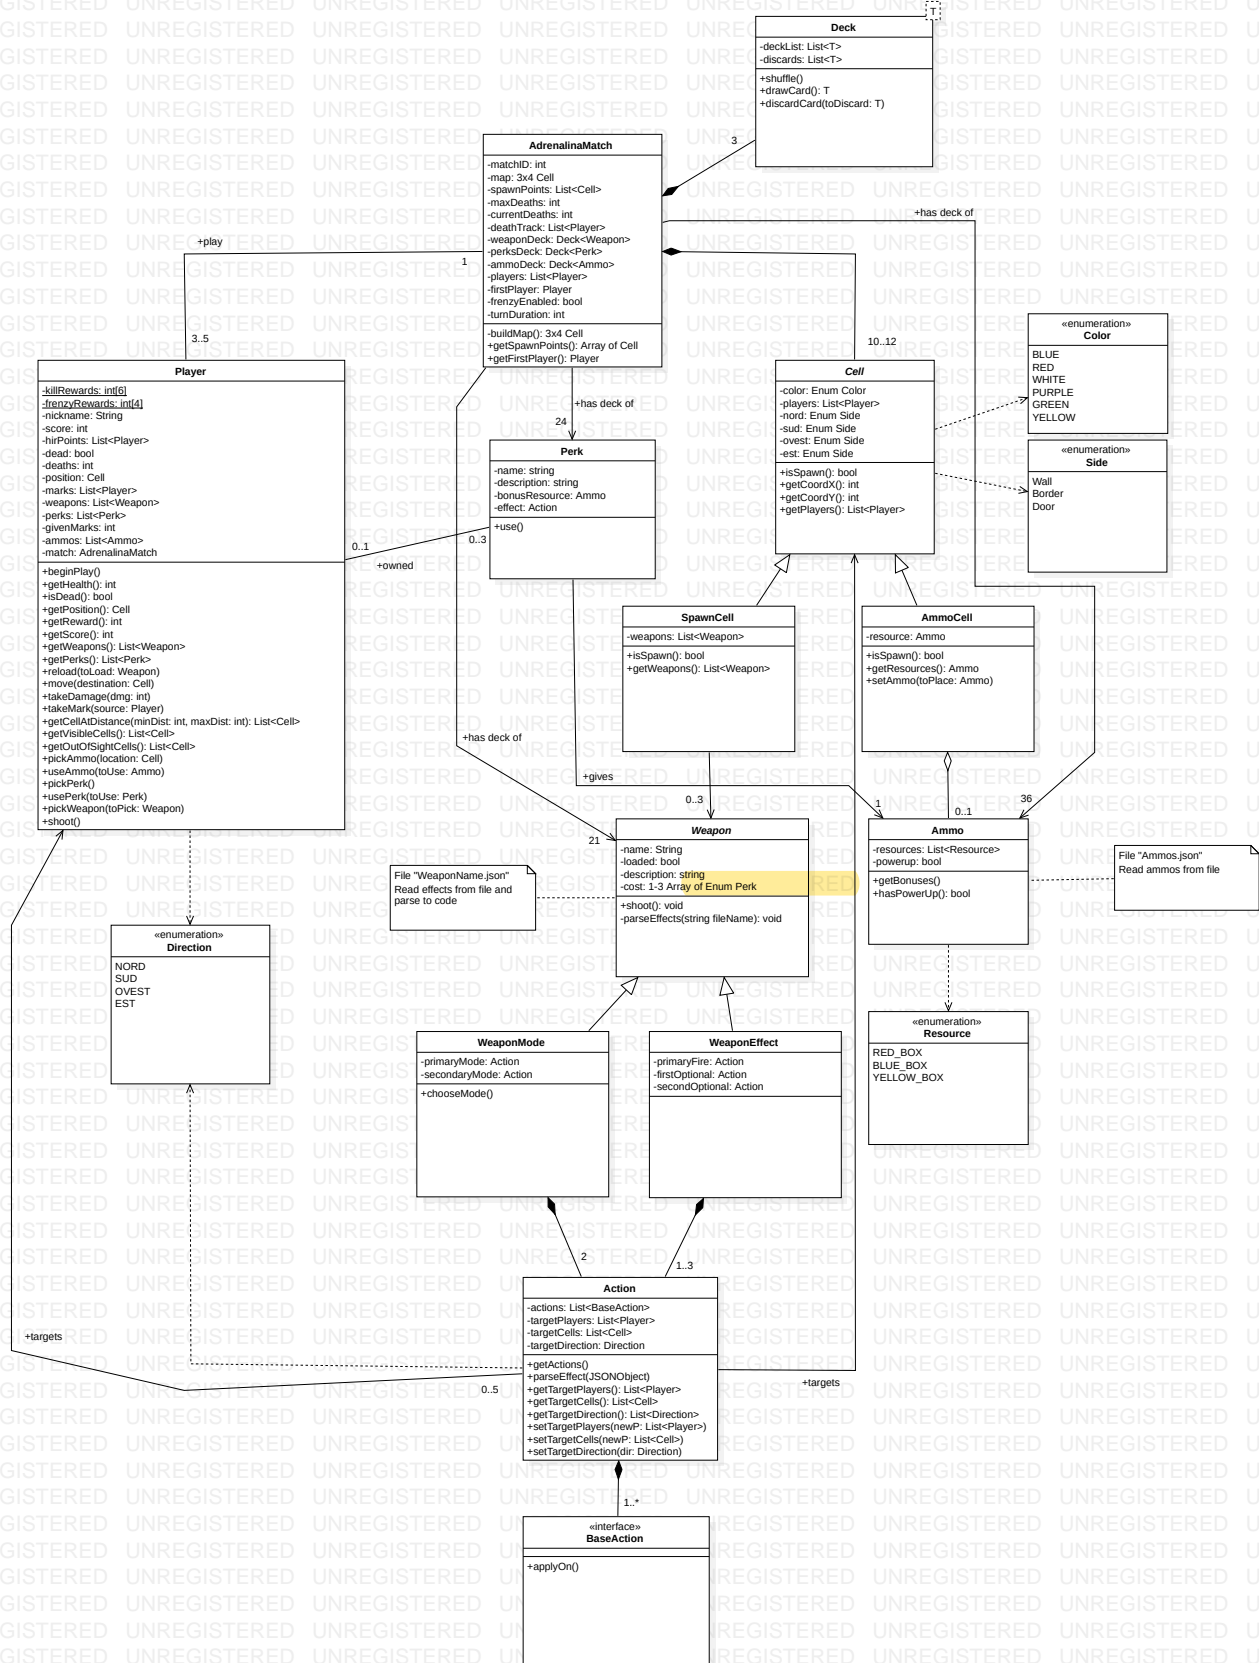 T
Deck
-deckList: List<T>
-discards: List<T>
+shuffle()
+drawCard(): T
+discardCard(toDiscard: T)
3
AdrenalinaMatch
-matchID: int
-map: 3x4 Cell
-spawnPoints: List<Cell>
-maxDeaths: int
-currentDeaths: int
-deathTrack: List<Player>
-weaponDeck: Deck<Weapon>
-perksDeck: Deck<Perk>
-ammoDeck: Deck<Ammo>
-players: List<Player>
-firstPlayer: Player
-frenzyEnabled: bool
-turnDuration: int
-buildMap(): 3x4 Cell
+getSpawnPoints(): Array of Cell
+getFirstPlayer(): Player
+has deck of
+play
1
3..5
10..12
Player
-killRewards: int[6]
-frenzyRewards: int[4]
-nickname: String
-score: int
-hirPoints: List<Player>
-dead: bool
-deaths: int
-position: Cell
-marks: List<Player>
-weapons: List<Weapon>
-perks: List<Perk>
-givenMarks: int
-ammos: List<Ammo>
-match: AdrenalinaMatch
+beginPlay()
+getHealth(): int
+isDead(): bool
+getPosition(): Cell
+getReward(): int
+getScore(): int
+getWeapons(): List<Weapon>
+getPerks(): List<Perk>
+reload(toLoad: Weapon)
+move(destination: Cell)
+takeDamage(dmg: int)
+takeMark(source: Player)
+getCellAtDistance(minDist: int, maxDist: int): List<Cell>
+getVisibleCells(): List<Cell>
+getOutOfSightCells(): List<Cell>
+pickAmmo(location: Cell)
+useAmmo(toUse: Ammo)
+pickPerk()
+usePerk(toUse: Perk)
+pickWeapon(toPick: Weapon)
+shoot()
+has deck of
24
Perk
-name: string
-description: string
-bonusResource: Ammo
-effect: Action
+use()
0..1
0..3
+owned
Cell
-color: Enum Color
-players: List<Player>
-nord: Enum Side
-sud: Enum Side
-ovest: Enum Side
-est: Enum Side
+isSpawn(): bool
+getCoordX(): int
+getCoordY(): int
+getPlayers(): List<Player>
«enumeration»
Color
BLUE
RED
WHITE
PURPLE
GREEN
YELLOW
«enumeration»
Side
Wall
Border
Door
SpawnCell
-weapons: List<Weapon>
+isSpawn(): bool
+getWeapons(): List<Weapon>
AmmoCell
-resource: Ammo
+isSpawn(): bool
+getResources(): Ammo
+setAmmo(toPlace: Ammo)
+has deck of
+gives
0..3
1
0..1
36
21
Weapon
-name: String
-loaded: bool
-description: string
-cost: 1-3 Array of Enum Perk
+shoot(): void
-parseEffects(string fileName): void
File "WeaponName.json"
Read effects from file and
parse to code
Ammo
-resources: List<Resource>
-powerup: bool
+getBonuses()
+hasPowerUp(): bool
File "Ammos.json"
Read ammos from file
«enumeration»
Direction
NORD
SUD
OVEST
EST
«enumeration»
Resource
RED_BOX
BLUE_BOX
YELLOW_BOX
WeaponMode
-primaryMode: Action
-secondaryMode: Action
+chooseMode()
WeaponEffect
-primaryFire: Action
-firstOptional: Action
-secondOptional: Action
2
1..3
Action
-actions: List<BaseAction>
-targetPlayers: List<Player>
-targetCells: List<Cell>
-targetDirection: Direction
+getActions()
+parseEffect(JSONObject)
+getTargetPlayers(): List<Player>
+getTargetCells(): List<Cell>
+getTargetDirection(): List<Direction>
+setTargetPlayers(newP: List<Player>)
+setTargetCells(newP: List<Cell>)
+setTargetDirection(dir: Direction)
+targets
0..5
+targets
1..*
«interface»
BaseAction
+applyOn()
UNREGISTERED